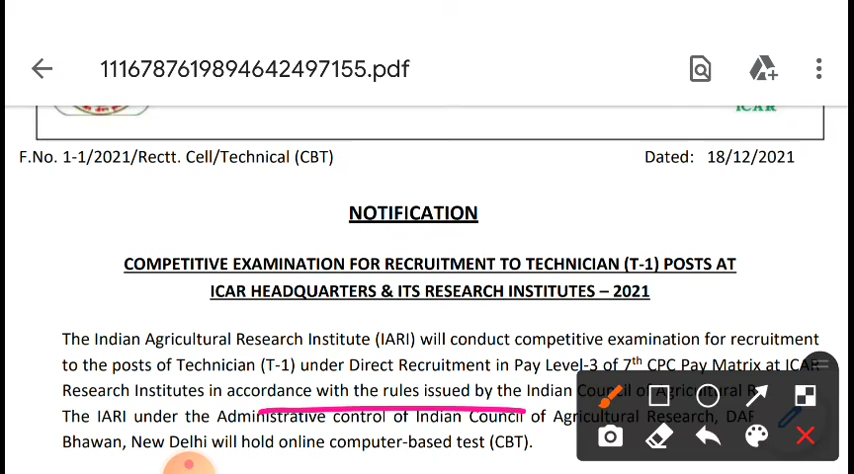 1116787619894642497155.pdf
ICAR
F.No. 1-1/2021/Rectt. Cell/Technical (CBT)
Dated: 18/12/2021
NOTIFICATION
COMPETITIVE EXAMINATION FOR RECRUITMENT TO TECHNICIAN (T-1) POSTS AT
ICAR HEADQUARTERS & ITS RESEARCH INSTITUTES – 2021
The Indian Agricultural Research Institute (IARI) will conduct competitive examination for recruitment
to the posts of Technician (T-1) under Direct Recruitment in Pay Level-3 of 7th CPC Pay Matrix at ICAR
Research Institutes in accordance with the rules issued by the Indian Council of Agricultural
The IARI under the Administrative control of Indian Council of Agricultural Research,
Bhawan, New Delhi will hold online computer-based test (CBT).